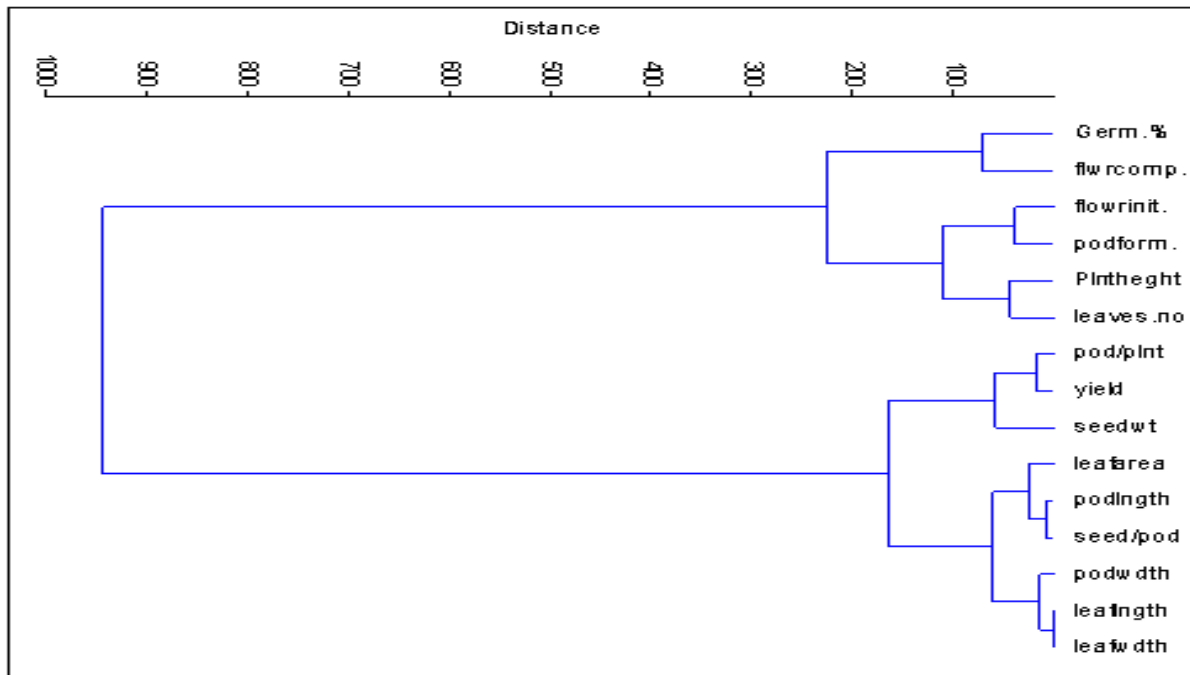 Distance
1000 900 800 700 600 500 400 300 200 100
Germ.%
flwrcomp.
flowrinit.
podform.
Plntheght
leaves.no
pod/plnt
yield
seedwt
leafarea
podlngth
seed/pod
podwdth
leaflngth
leafwdth